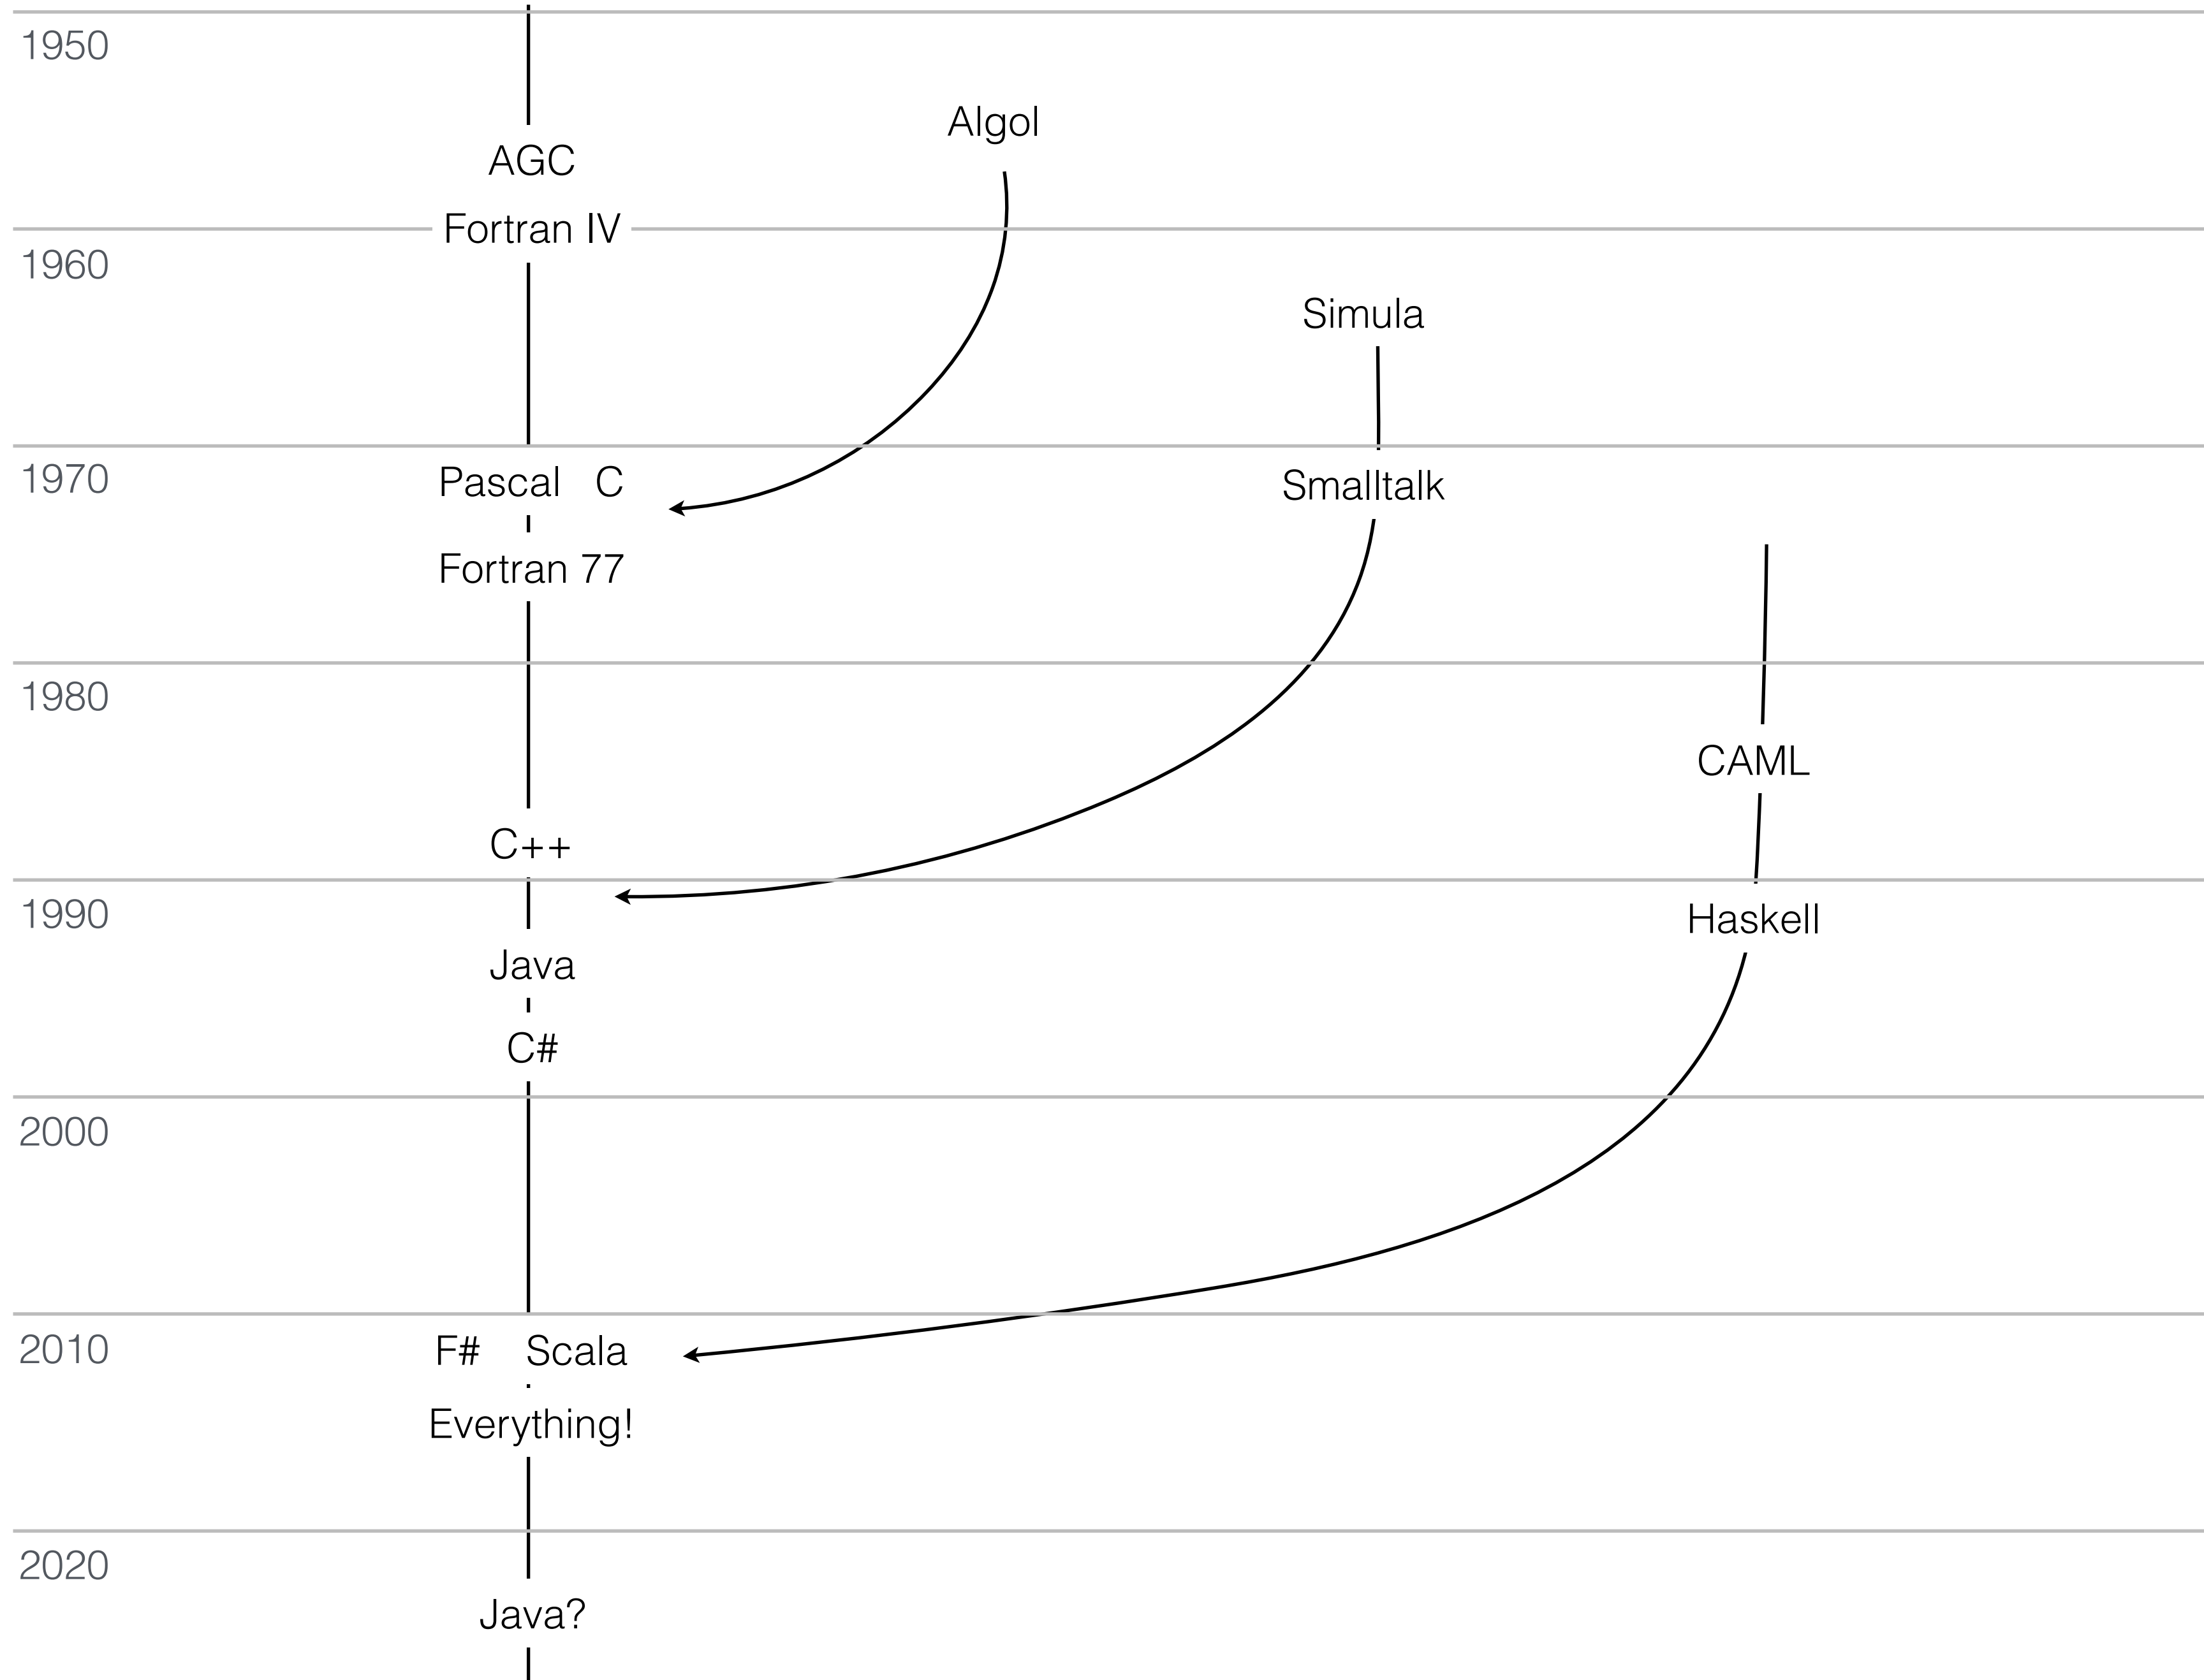 1950
Algol
AGC
Fortran IV
1960
Simula
1970
Pascal C
Smalltalk
Fortran 77
1980
CAML
C++
1990
Haskell
Java
C#
2000
2010
F# Scala
Everything!
2020
Java?